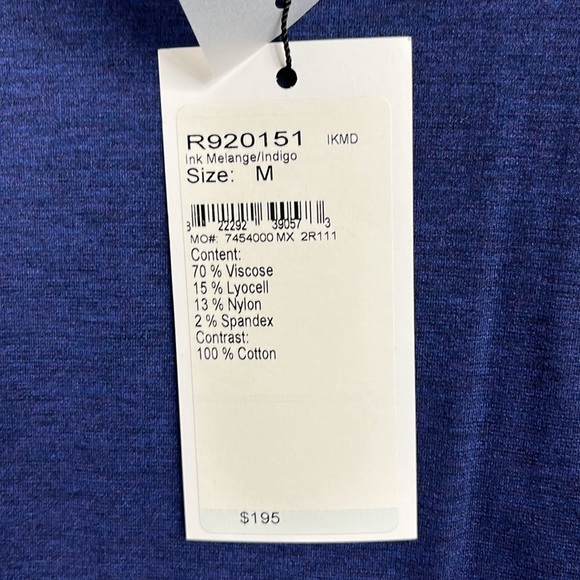 R920151 IKMD
Ink Melange/Indigo
Size: M
8 22292 39057 3
MO#: 7454000 MX 2R111
Content:
70 % Viscose
15 % Lyocell
13 % Nylon
2 % Spandex
Contrast:
100 % Cotton
$195